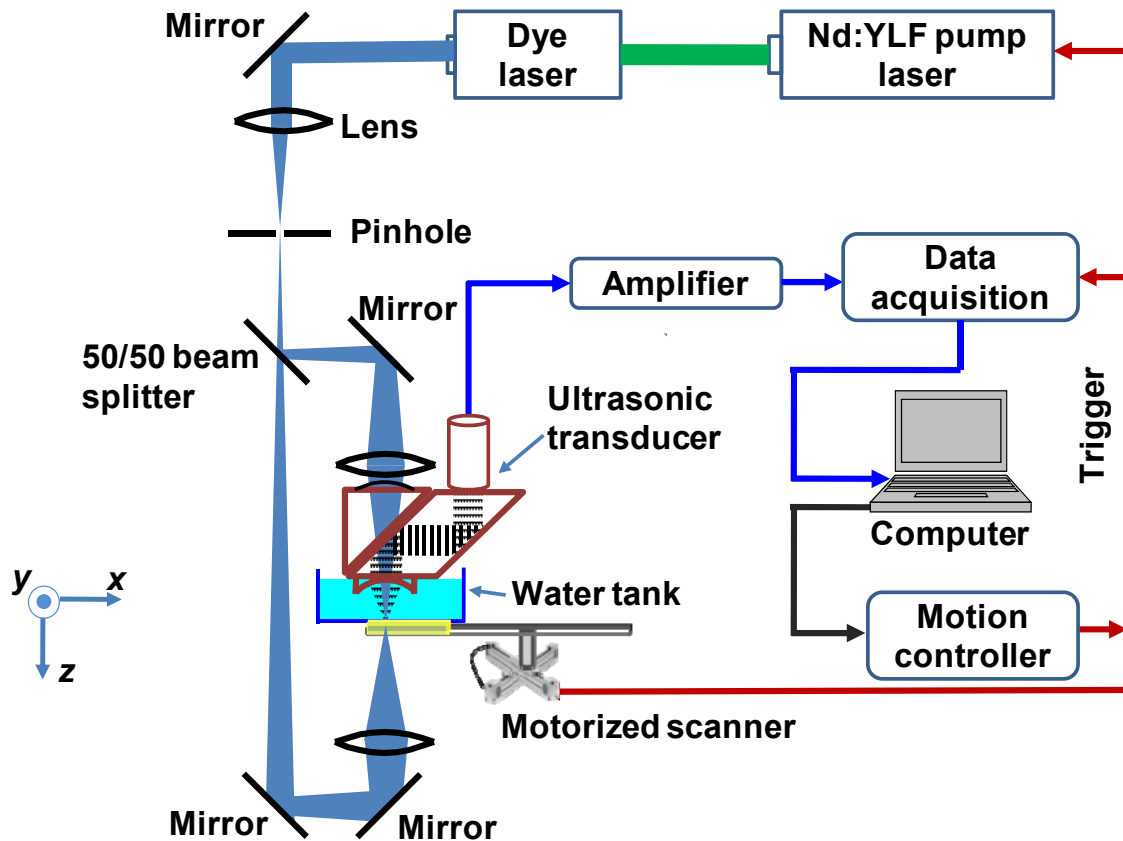 Mirror
Dye
laser
Nd:YLF pump
laser
Lens
Pinhole
Mirror
Amplifier
Data
acquisition
50/50 beam
splitter
Ultrasonic
transducer
Trigger
Computer
y
x
z
Water tank
Motion
controller
Motorized scanner
Mirror
Mirror